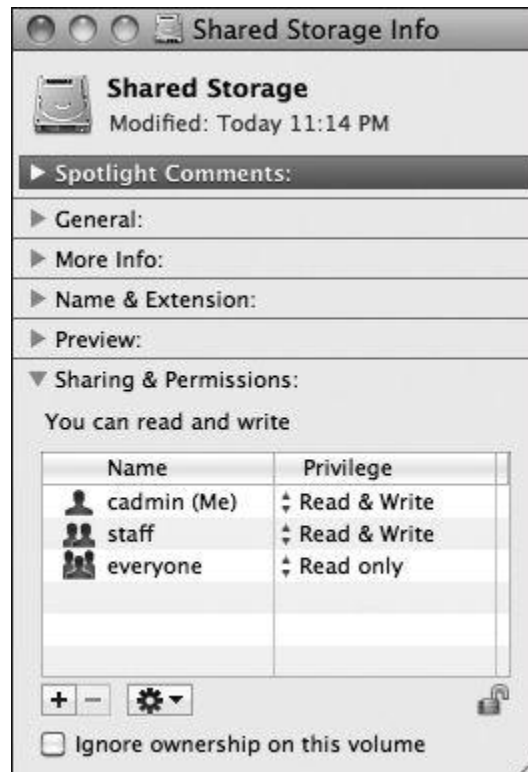 Shared Storage Info
Shared Storage
Modified: Today 11:14 PM
Spotlight Comments:
General:
More Info:
Name & Extension:
Preview:
Sharing & Permissions:
You can read and write
Name Privilege
cadmin (Me) Read & Write
staff Read & Write
everyone Read only
Ignore ownership on this volume